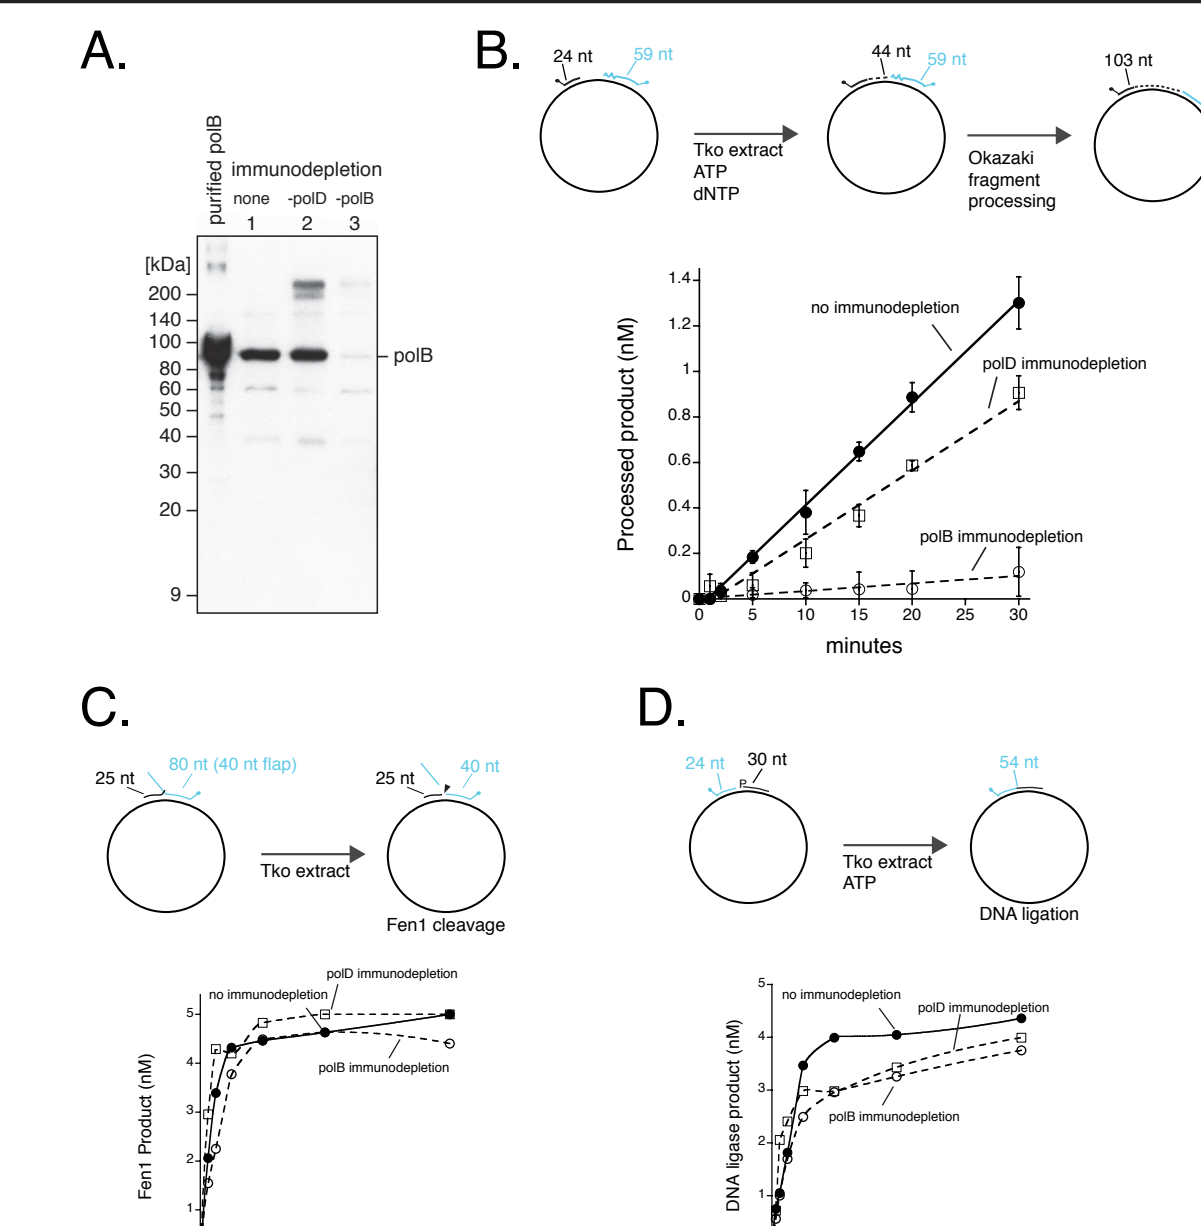 A.
purified polB
immunodepletion
none -polD -polB
1 2 3
[kDa]
200
140
100
80
60
50
40
30
20
9
polB
B.
24 nt
59 nt
Tko extract
ATP
dNTP
44 nt
59 nt
Okazaki
fragment
processing
103 nt
Processed product (nM)
1.4
1.2
1
0.8
0.6
0.4
0.2
0
no immunodepletion
polD immunodepletion
polB immunodepletion
0 5 10 15 20 25 30
minutes
C.
25 nt
80 nt (40 nt flap)
Tko extract
25 nt
40 nt
Fen1 cleavage
Fen1 Product (nM)
5
4
3
2
1
polD immunodepletion
no immunodepletion
polB immunodepletion
D.
24 nt
30 nt
P
Tko extract
ATP
54 nt
DNA ligation
DNA ligase product (nM)
5
4
3
2
1
no immunodepletion
polD immunodepletion
polB immunodepletion